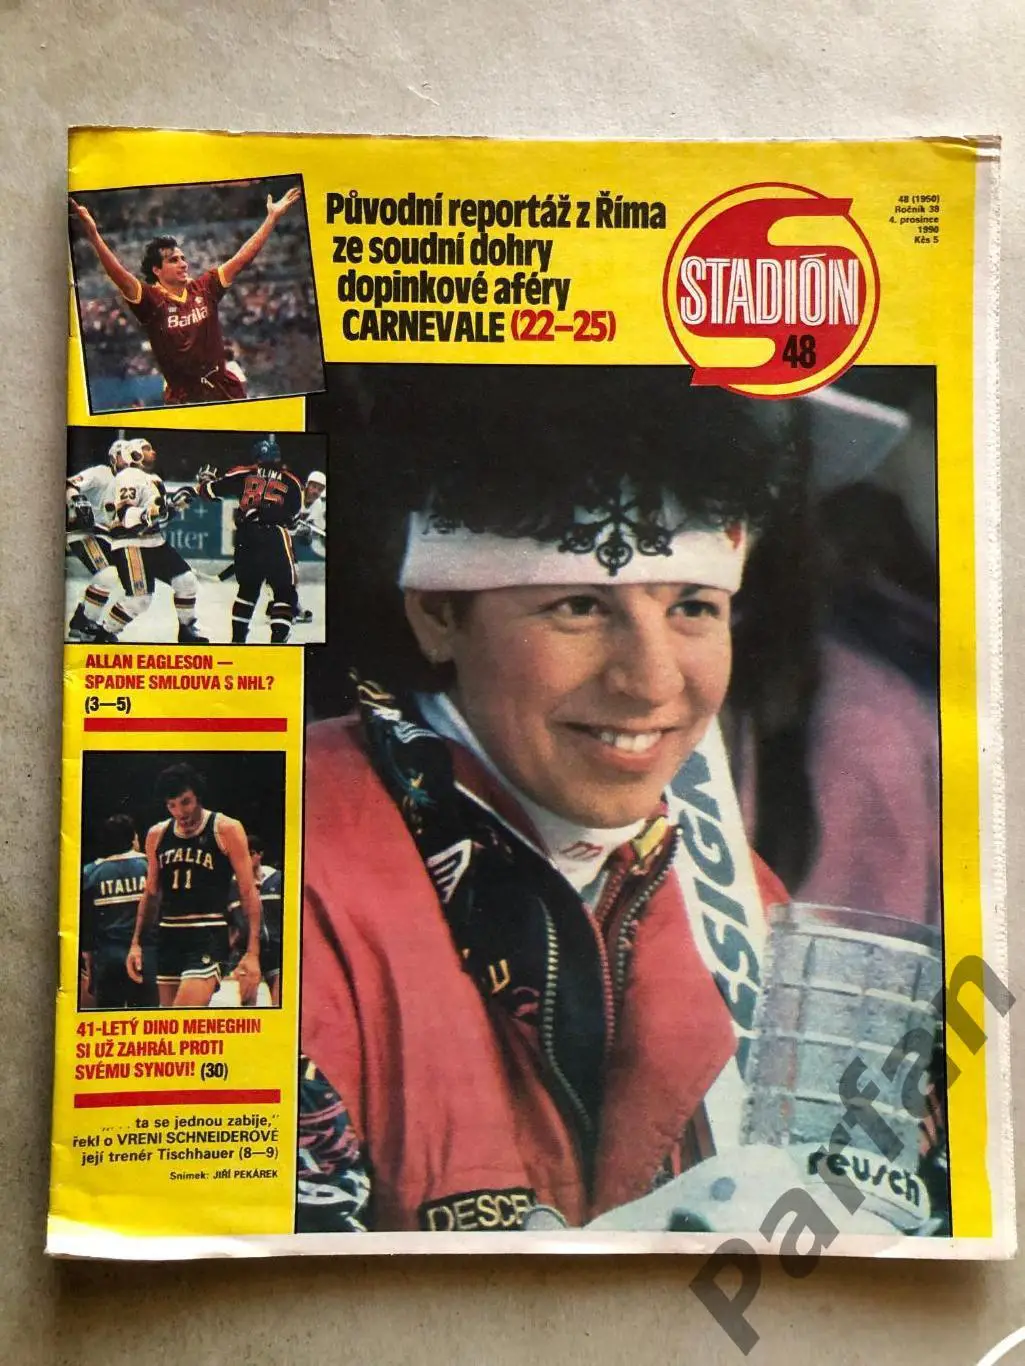 Původní reportáž z Říma
ze soudní dohry
dopinkové aféry
CARNEVALE (22—25)
STADIÓN
48
48 (1950)
Ročník 38
4. prosince
1990
Kčs 5
Barilla
KLIMA
85
23
ALLAN EAGLESON —
SPADNE SMLOUVA S NHL?
(3—5)
ITALIA
ITALIA
11
41-LETÝ DINO MENEGHIN
SI UŽ ZAHRÁL PROTI
SVÉMU SYNOVI! (30)
„. . . ta se jednou zabije,“
řekl o VRENI SCHNEIDEROVÉ
její trenér Tischhauer (8—9)
Snímek: JIŘÍ PEKÁREK
DESCE
reusch
Parfan